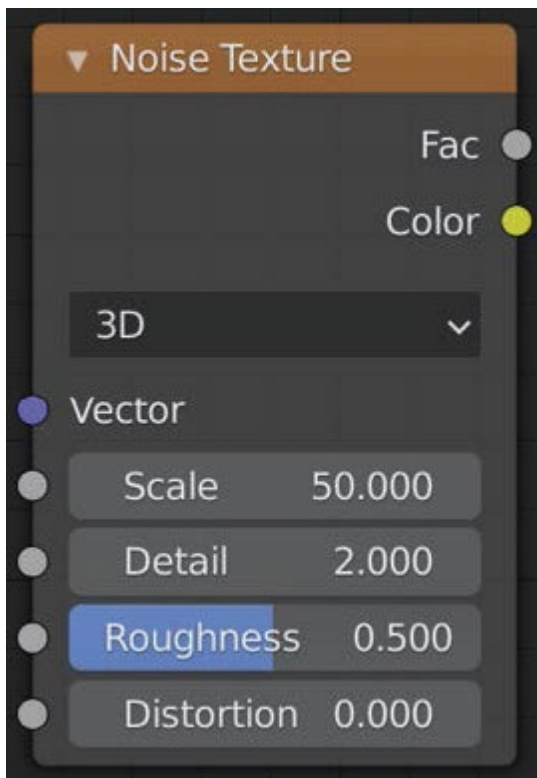 Noise Texture
Fac
Color
3D
Vector
Scale 50.000
Detail 2.000
Roughness 0.500
Distortion 0.000